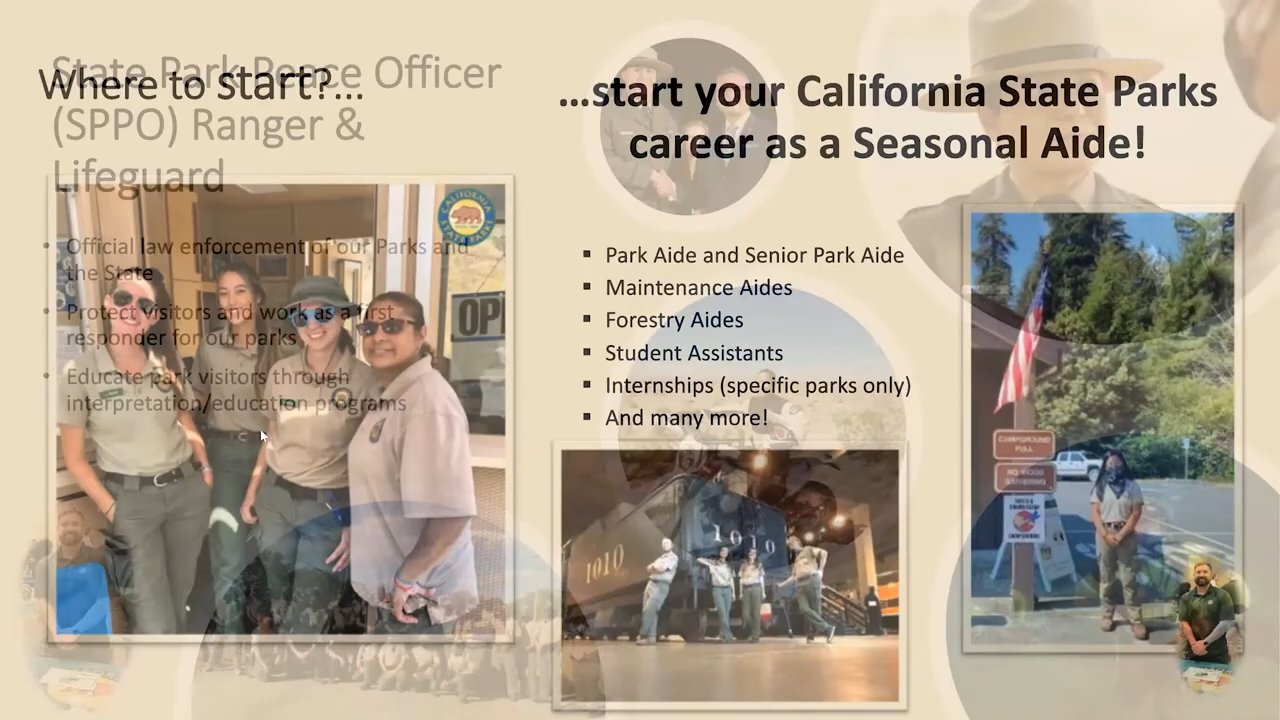 State Park Peace Officer
(SPPO) Ranger &
Lifeguard
Where to start?...
...start your California State Parks
career as a Seasonal Aide!
• Official law enforcement of our Parks and
the State
• Protect visitors and work as a first
responder for our parks
• Educate park visitors through
interpretation/education programs
▪ Park Aide and Senior Park Aide
▪ Maintenance Aides
▪ Forestry Aides
▪ Student Assistants
▪ Internships (specific parks only)
▪ And many more!
CALIFORNIA
STATE PARKS
OPE
1010
1010
CAMPGROUND
FULL
NO WOOD
GATHERING